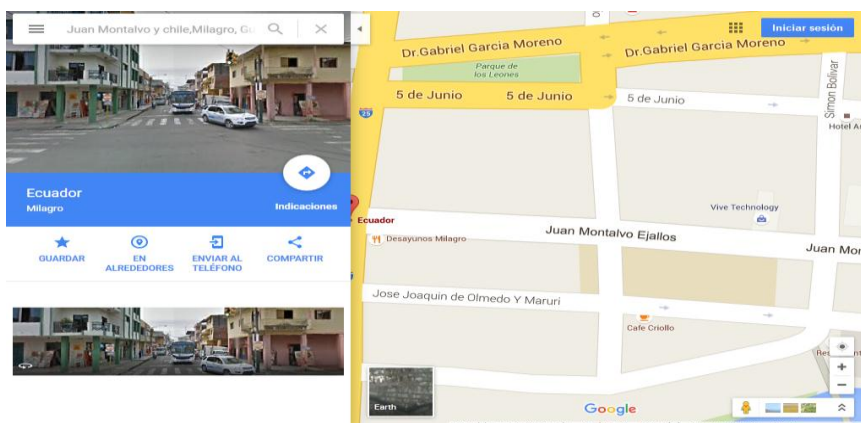 Juan Montalvo y chile,Milagro, Gu
Iniciar sesión
Dr.Gabriel Garcia Moreno
Dr.Gabriel Garcia Moreno
Parque de
los Leones
5 de Junio
5 de Junio
5 de Junio
Simon Bolivar
25
Hotel A
Ecuador
Milagro
Indicaciones
Vive Technology
Ecuador
Juan Montalvo Ejallos
Desayunos Milagro
Juan Mon
GUARDAR
EN
ALREDEDORES
ENVIAR AL
TELÉFONO
COMPARTIR
Jose Joaquin de Olmedo Y Maruri
Cafe Criollo
Earth
Google